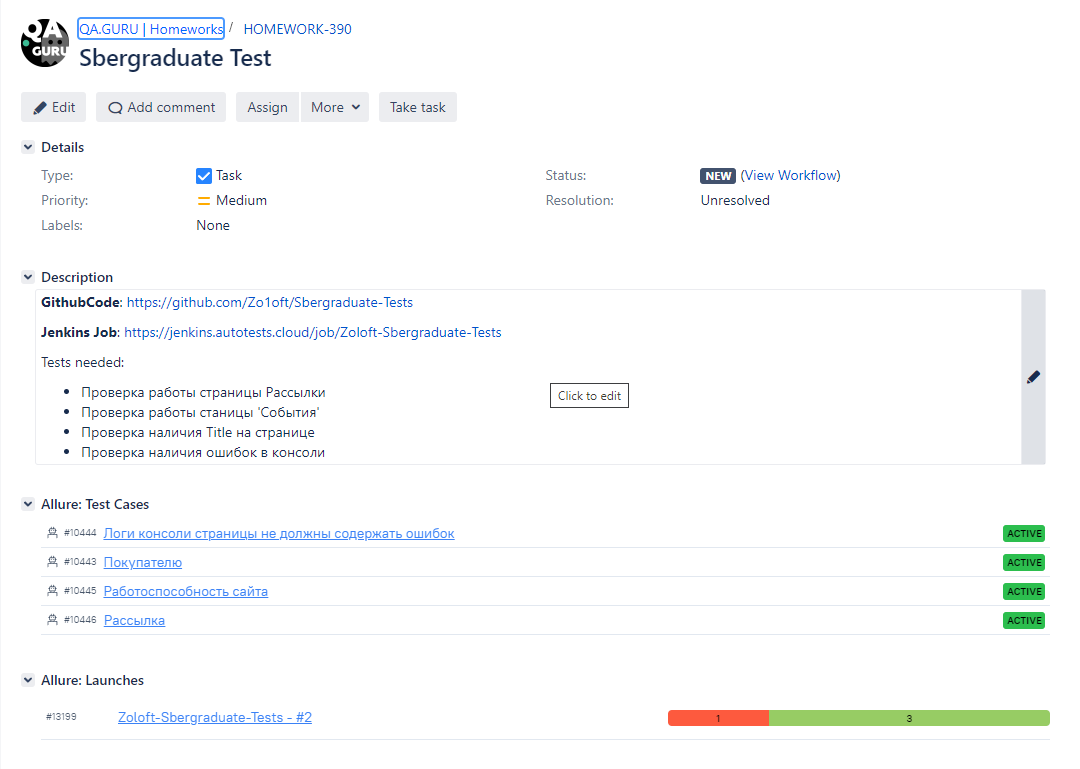 QA
GURU
QA.GURU | Homeworks / HOMEWORK-390
Sbergraduate Test
Edit Add comment Assign More Take task
Details
Type: Task Status: NEW (View Workflow)
Priority: Medium Resolution: Unresolved
Labels: None
Description
GithubCode: https://github.com/Zo1oft/Sbergraduate-Tests
Jenkins Job: https://jenkins.autotests.cloud/job/Zoloft-Sbergraduate-Tests
Tests needed:
Проверка работы страницы Рассылки
Click to edit
Проверка работы станицы 'События'
Проверка наличия Title на странице
Проверка наличия ошибок в консоли
Allure: Test Cases
#10444 Логи консоли страницы не должны содержать ошибок ACTIVE
#10443 Покупателю ACTIVE
#10445 Работоспособность сайта ACTIVE
#10446 Рассылка ACTIVE
Allure: Launches
#13199 Zoloft-Sbergraduate-Tests - #2 1 3